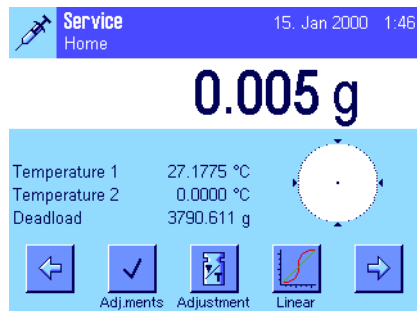 Service 15. Jan 2000 1:46
Home
0.005 g
Temperature 1 27.1775 °C
Temperature 2 0.0000 °C
Deadload 3790.611 g
Adj.ments Adjustment Linear